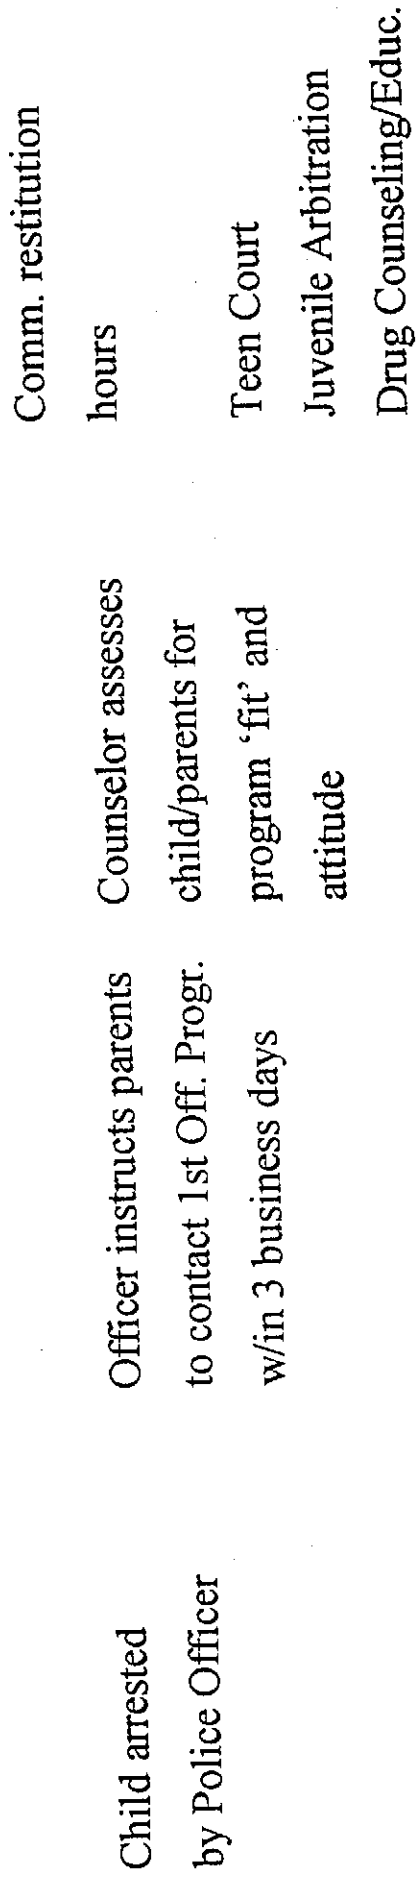 Child arrested
by Police Officer
Officer instructs parents
to contact 1st Off. Progr.
w/in 3 business days
Counselor assesses
child/parents for
program ‘fit’ and
attitude
Comm. restitution
hours
Teen Court
Juvenile Arbitration
Drug Counseling/Educ.